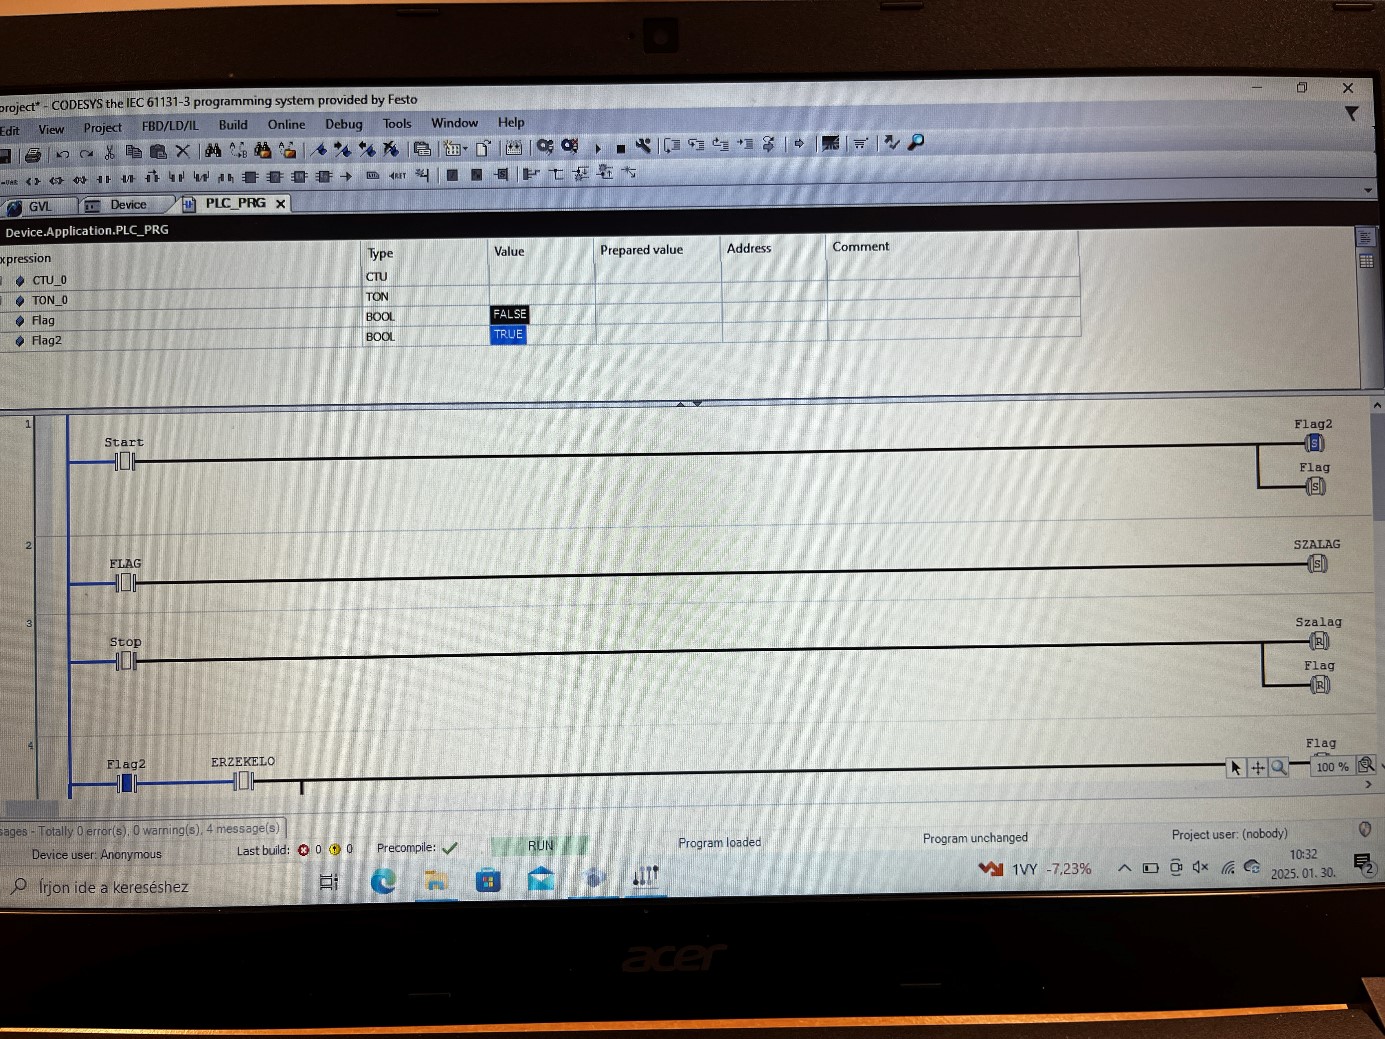 project* - CODESYS the IEC 61131-3 programming system provided by Festo
Edit View Project FBD/LD/IL Build Online Debug Tools Window Help
GVL Device PLC_PRG
Device.Application.PLC_PRG
xpression Type Value Prepared value Address Comment
CTU_0 CTU
TON_0 TON
Flag BOOL FALSE
Flag2 BOOL TRUE
1
Start
Flag2
S
Flag
S
2
FLAG
SZALAG
S
3
Stop
Szalag
R
Flag
R
4
Flag2
ERZEKELO
Flag
100 %
sages - Totally 0 error(s), 0 warning(s), 4 message(s)
Device user: Anonymous Last build: 0 0 Precompile: RUN Program loaded Program unchanged Project user: (nobody)
Írjon ide a kereséshez
1VY -7,23%
10:32
2025. 01. 30.
2
acer